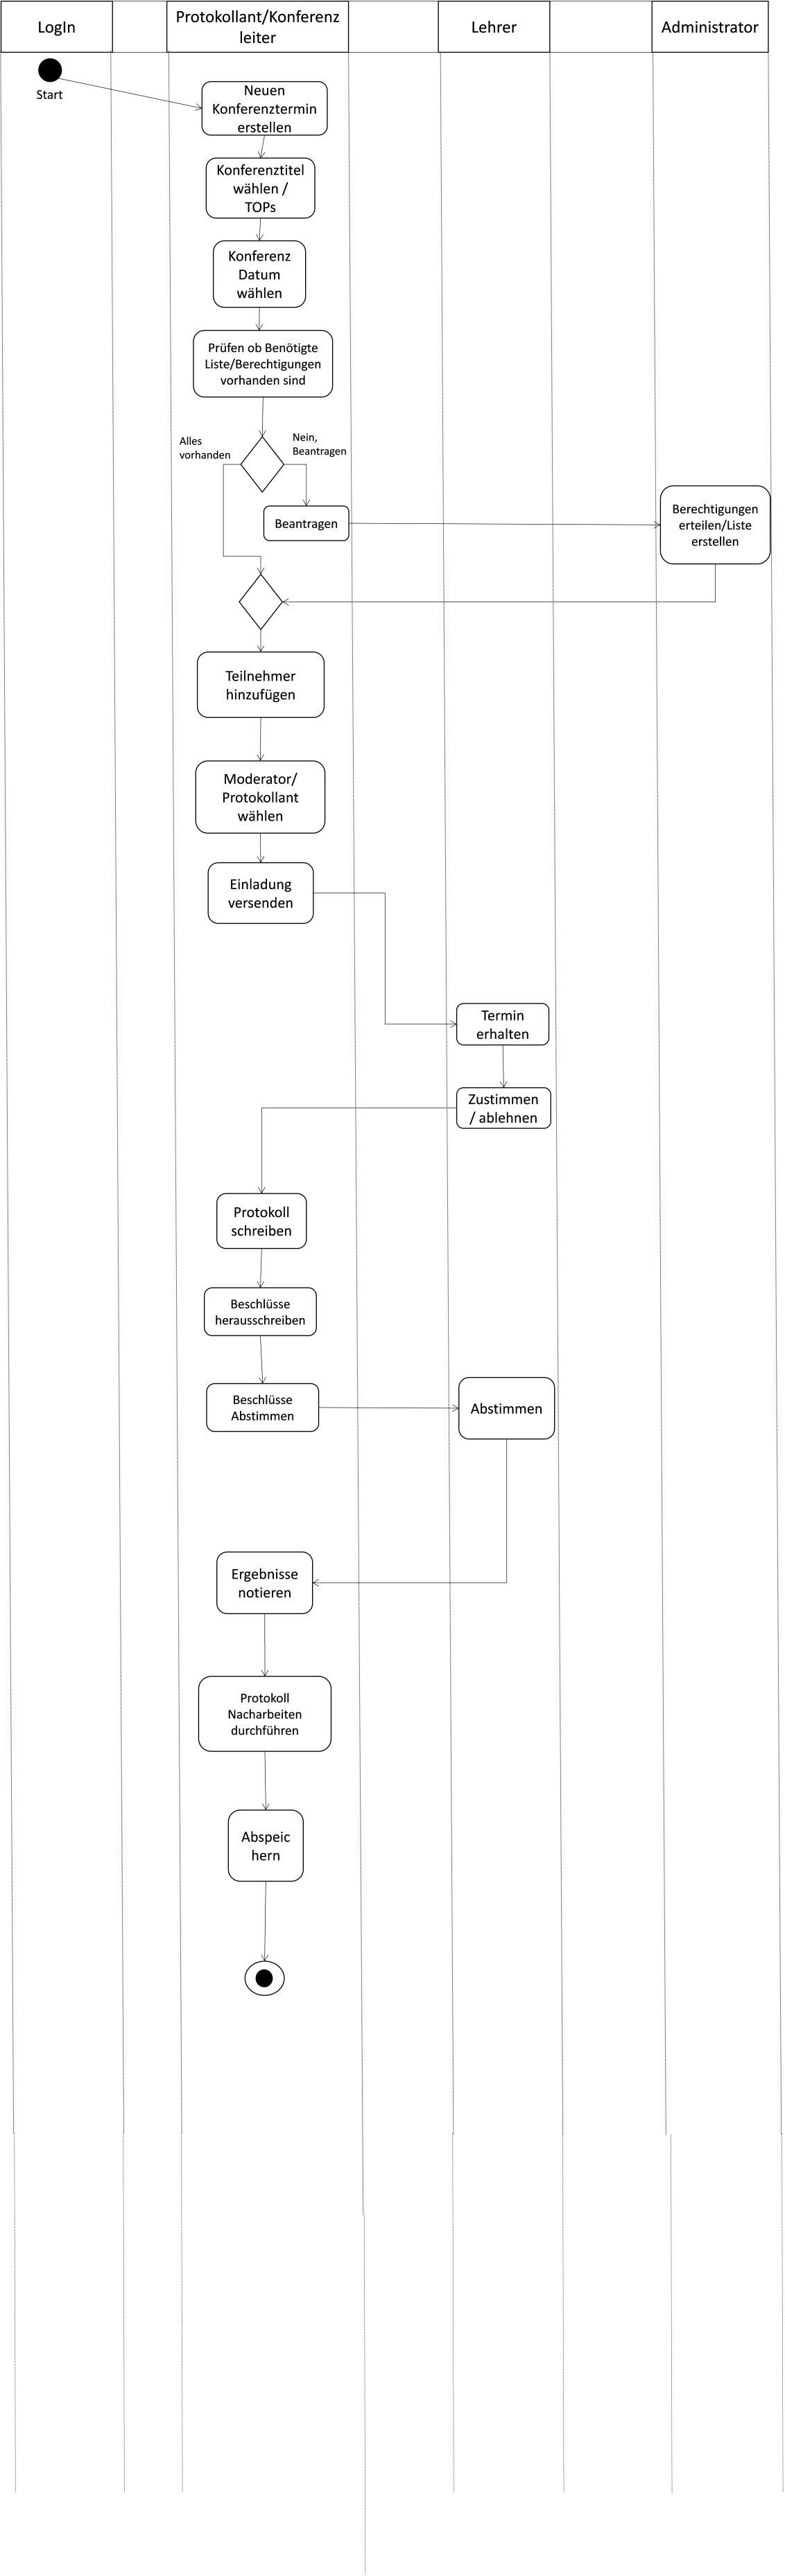 LogIn
Protokollant/Konferenz
leiter
Lehrer
Administrator
Start
Neuen
Konferenztermin
erstellen
Konferenztitel
wählen /
TOPs
Konferenz
Datum
wählen
Prüfen ob Benötigte
Liste/Berechtigungen
vorhanden sind
Alles
vorhanden
Nein,
Beantragen
Beantragen
Berechtigungen
erteilen/Liste
erstellen
Teilnehmer
hinzufügen
Moderator/
Protokollant
wählen
Einladung
versenden
Termin
erhalten
Zustimmen
/ ablehnen
Protokoll
schreiben
Beschlüsse
herausschreiben
Beschlüsse
Abstimmen
Abstimmen
Ergebnisse
notieren
Protokoll
Nacharbeiten
durchführen
Abspeic
hern